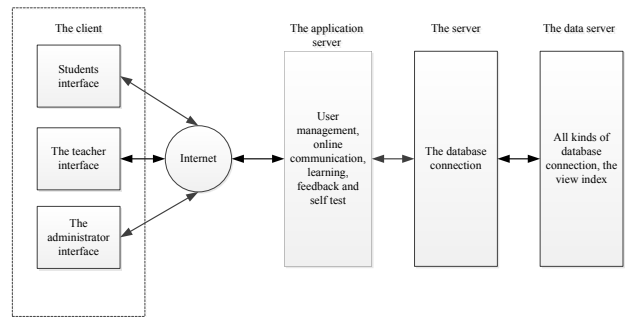 The client
Students
interface
The teacher
interface
The
administrator
interface
Internet
The application
server
User
management,
online
communication,
learning,
feedback and
self test
The server
The database
connection
The data server
All kinds of
database
connection, the
view index